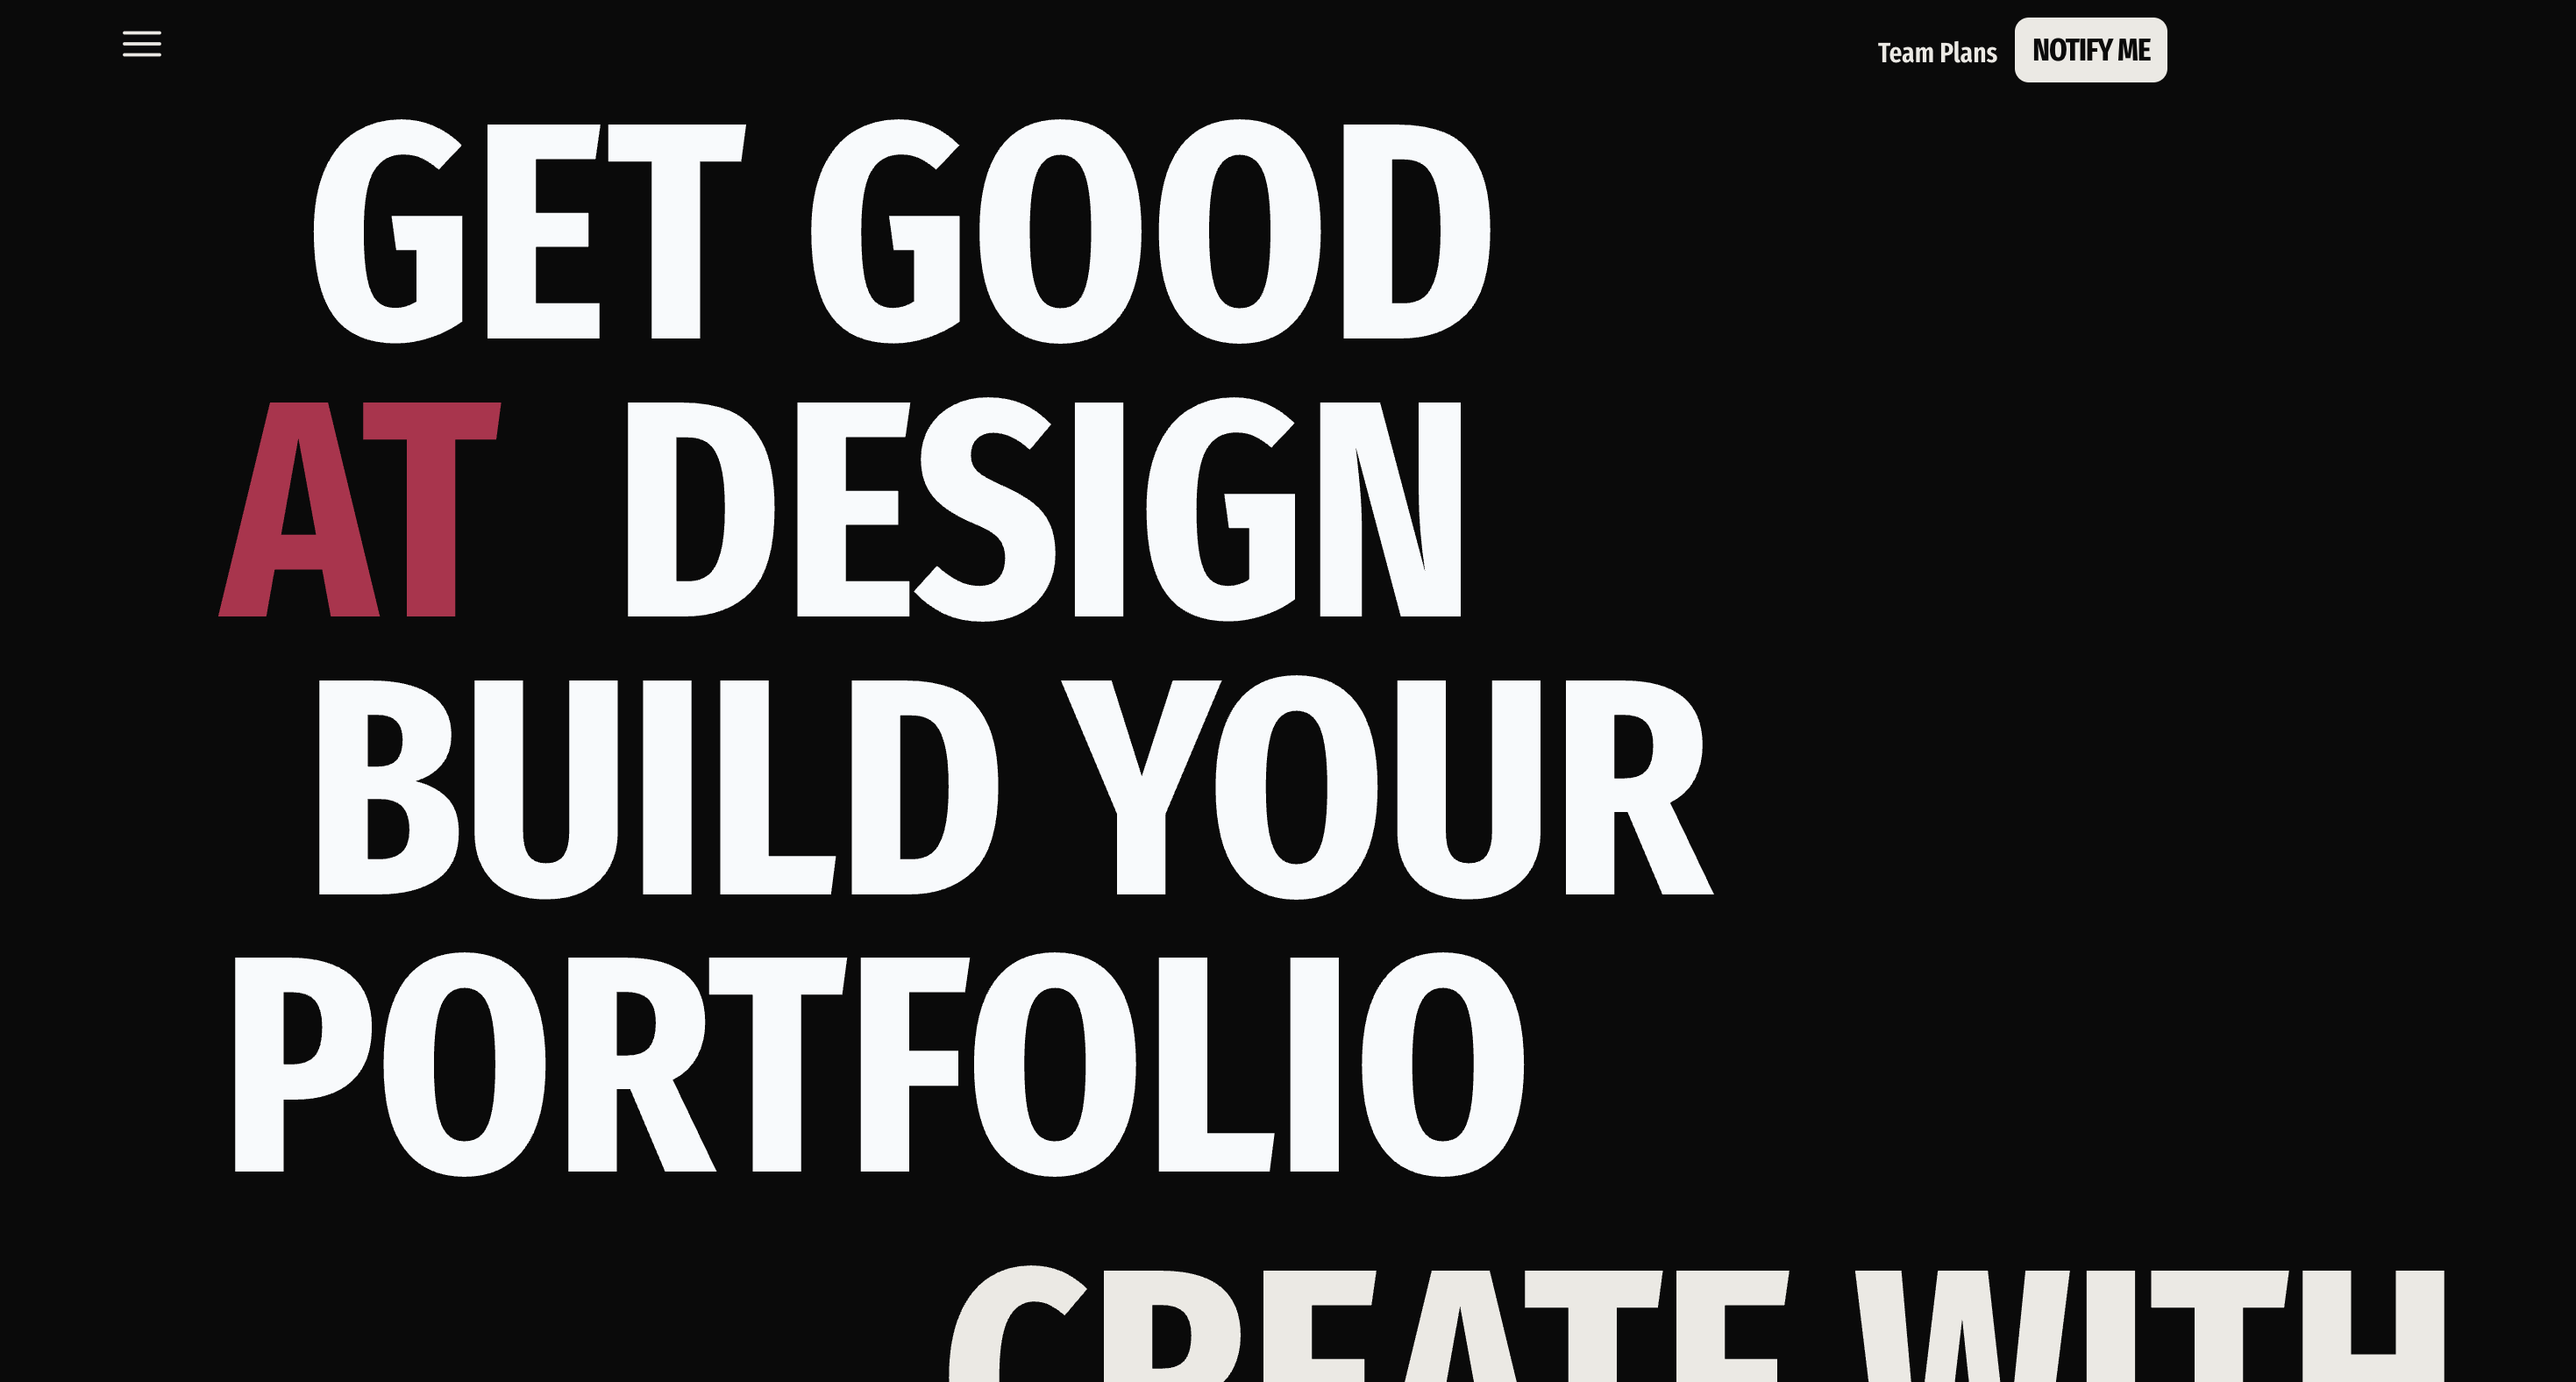 Team Plans NOTIFY ME
GET GOOD
AT DESIGN
BUILD YOUR
PORTFOLIO
CREATE WITH